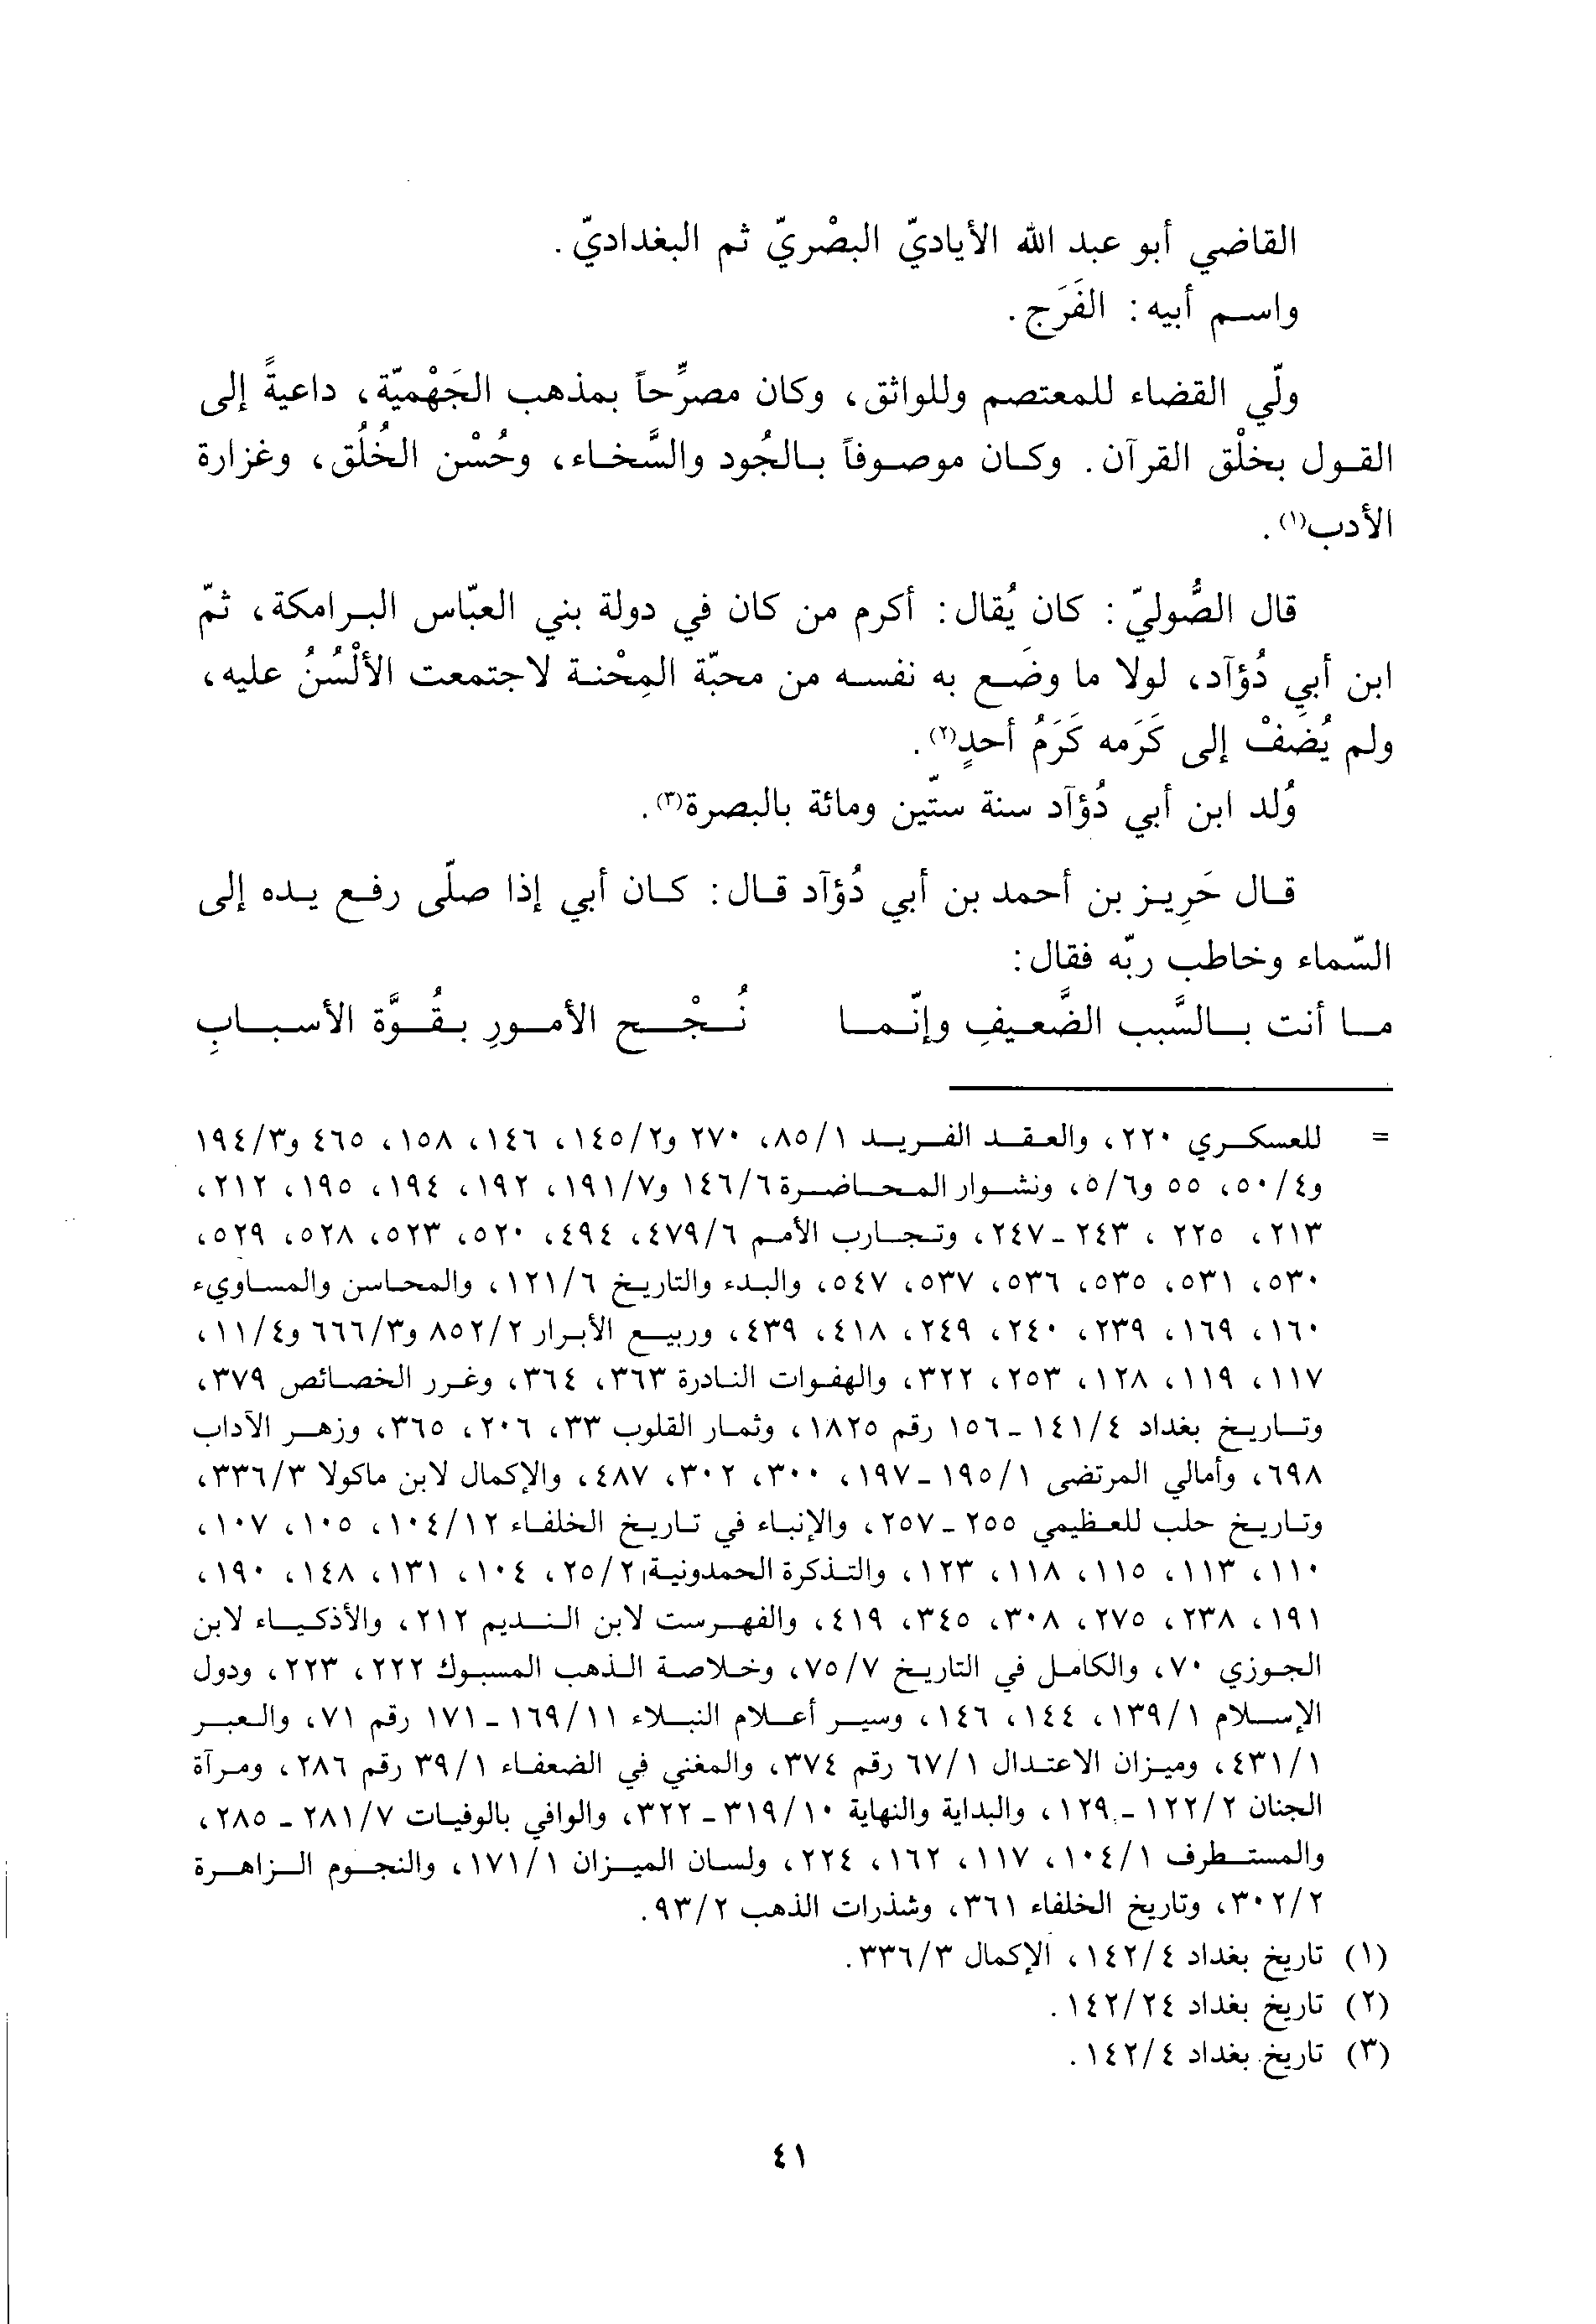 القاضي أبو عبد الله الأياديّ البصْريّ ثم البغداديّ.
واسم أبيه: الفَرَج.
ولّي القضاء للمعتصم وللواثق، وكان مصرِّحاً بمذهب الجَهْميّة، داعيةً إلى
القول بخلْق القرآن. وكان موصوفاً بالجُود والسَّخاء، وحُسْن الخُلُق، وغزارة
الأدب(١).
قال الصُّوليّ: كان يُقال: أكرم من كان في دولة بني العبّاس البرامكة، ثمّ
ابن أبي دُؤآد، لولا ما وضَع به نفسه من محبّة المِحْنة لاجتمعت الألْسُنُ عليه،
ولم يُضَفْ إلى كَرَمه كَرَمُ أحدٍ(٢).
وُلد ابن أبي دُؤآد سنة ستّين ومائة بالبصرة(٣).
قال حَرِيز بن أحمد بن أبي دُؤآد قال: كان أبي إذا صلّى رفع يده إلى
السّماء وخاطب ربّه فقال:
ما أنت بالسَّبب الضَّعيفِ وإنّما نُجْح الأمورِ بقُوَّة الأسبابِ
= للعسكري ٢٢٠، والعقد الفريد ٨٥/١، ٢٧٠ و١٤٥/٢، ١٤٦، ١٥٨، ٤٦٥ و١٩٤/٣
و٥٠/٤، ٥٥ و٥/٦، ونشوار المحاضرة ١٤٦/٦ و١٩١/٧، ١٩٢، ١٩٤، ١٩٥، ٢١٢،
٢١٣، ٢٢٥، ٢٤٣-٢٤٧، وتجارب الأمم ٤٧٩/٦، ٤٩٤، ٥٢٠، ٥٢٣، ٥٢٨، ٥٢٩،
٥٣٠، ٥٣١، ٥٣٥، ٥٣٦، ٥٣٧، ٥٤٧، والبدء والتاريخ ١٢١/٦، والمحاسن والمساويء
١٦٠، ١٦٩، ٢٣٩، ٢٤٠، ٢٤٩، ٤١٨، ٤٣٩، وربيع الأبرار ٨٥٢/٢ و٦٦٦/٣ و١١/٤،
١١٧، ١١٩، ١٢٨، ٢٥٣، ٣٢٢، والهفوات النادرة ٣٦٣، ٣٦٤، وغرر الخصائص ٣٧٩،
وتاريخ بغداد ١٤١/٤-١٥٦ رقم ١٨٢٥، وثمار القلوب ٣٣، ٢٠٦، ٣٦٥، وزهر الآداب
٦٩٨، وأمالي المرتضى ١٩٥/١-١٩٧، ٣٠٠، ٣٠٢، ٤٨٧، والإكمال لابن ماكولا ٣٣٦/٣،
وتاريخ حلب للعظيمي ٢٥٥-٢٥٧، والإنباء في تاريخ الخلفاء ١٠٤/١٢، ١٠٥، ١٠٧،
١١٠، ١١٣، ١١٥، ١١٨، ١٢٣، والتذكرة الحمدونية ٢٥/٢، ١٠٤، ١٣١، ١٤٨، ١٩٠،
١٩١، ٢٣٨، ٢٧٥، ٣٠٨، ٣٤٥، ٤١٩، والفهرست لابن النديم ٢١٢، والأذكياء لابن
الجوزي ٧٠، والكامل في التاريخ ٧٥/٧، وخلاصة الذهب المسبوك ٢٢٢، ٢٢٣، ودول
الإسلام ١٣٩/١، ١٤٤، ١٤٦، وسير أعلام النبلاء ١٦٩/١١-١٧١ رقم ٧١، والعبر
٤٣١/١، وميزان الاعتدال ٦٧/١ رقم ٣٧٤، والمغني في الضعفاء ٣٩/١ رقم ٢٨٦، ومرآة
الجنان ١٢٢/٢-١٢٩، والبداية والنهاية ٣١٩/١٠-٣٢٢، والوافي بالوفيات ٢٨١/٧-٢٨٥،
والمستطرف ١٠٤/١، ١١٧، ١٦٢، ٢٢٤، ولسان الميزان ١٧١/١، والنجوم الزاهرة
٣٠٢/٢، وتاريخ الخلفاء ٣٦١، وشذرات الذهب ٩٣/٢.
(١) تاريخ بغداد ١٤٢/٤، الإكمال ٣٣٦/٣.
(٢) تاريخ بغداد ١٤٢/٢٤.
(٣) تاريخ بغداد ١٤٢/٤.
٤١